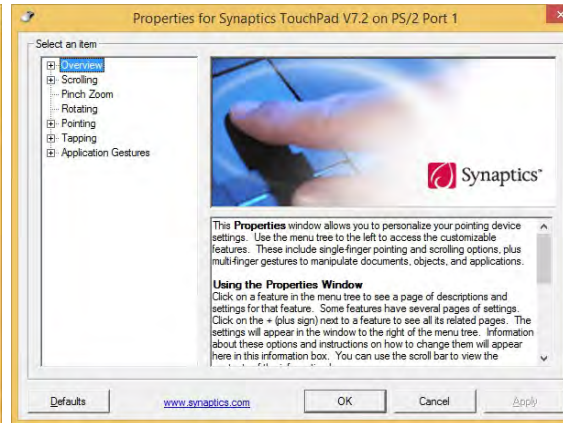 Properties for Synaptics TouchPad V7.2 on PS/2 Port 1
Select an item
Overview
Scrolling
Pinch Zoom
Rotating
Pointing
Tapping
Application Gestures
Synaptics
This Properties window allows you to personalize your pointing device
settings. Use the menu tree to the left to access the customizable
features. These include single-finger pointing and scrolling options, plus
multi-finger gestures to manipulate documents, objects, and applications.
Using the Properties Window
Click on a feature in the menu tree to see a page of descriptions and
settings for that feature. Some features have several pages of settings.
Click on the + (plus sign) next to a feature to see all its related pages. The
settings will appear in the window to the right of the menu tree. Information
about these options and instructions on how to change them will appear
here in this information box. You can use the scroll bar to view the
Defaults
www.synaptics.com
OK
Cancel
Apply